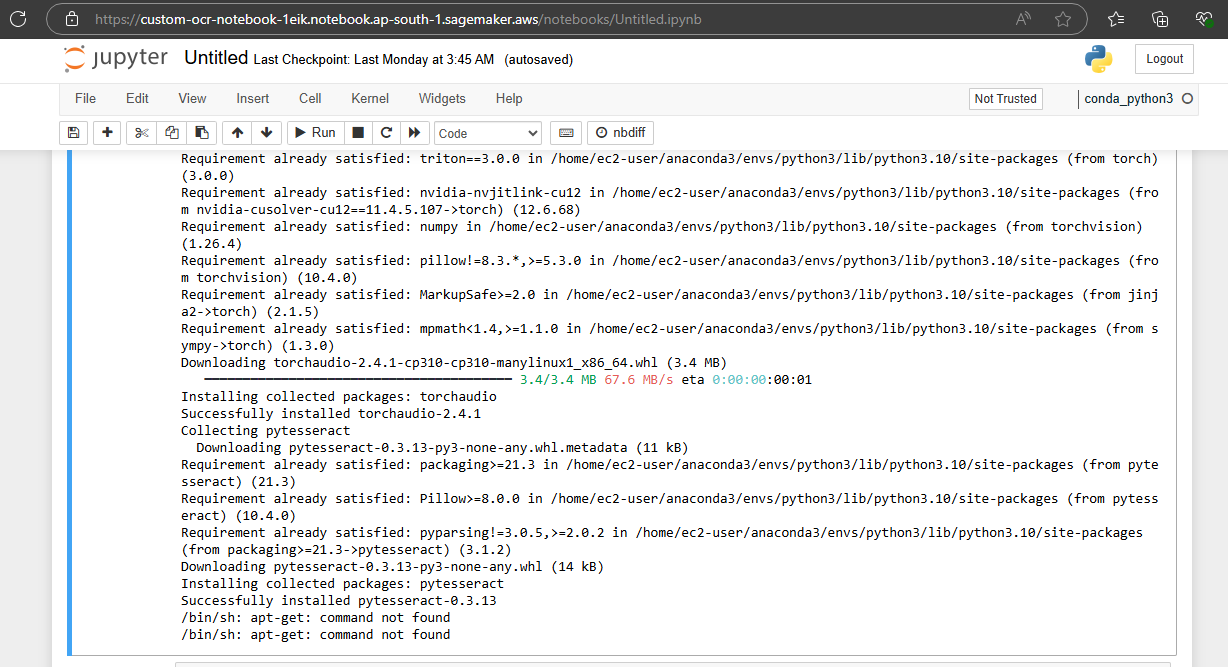 https://custom-ocr-notebook-1eik.notebook.ap-south-1.sagemaker.aws/notebooks/Untitled.ipynb
jupyter Untitled Last Checkpoint: Last Monday at 3:45 AM (autosaved) Logout
File Edit View Insert Cell Kernel Widgets Help Not Trusted conda_python3
Run Code nbdiff
Requirement already satisfied: triton==3.0.0 in /home/ec2-user/anaconda3/envs/python3/lib/python3.10/site-packages (from torch)
(3.0.0)
Requirement already satisfied: nvidia-nvjitlink-cu12 in /home/ec2-user/anaconda3/envs/python3/lib/python3.10/site-packages (fro
m nvidia-cusolver-cu12==11.4.5.107->torch) (12.6.68)
Requirement already satisfied: numpy in /home/ec2-user/anaconda3/envs/python3/lib/python3.10/site-packages (from torchvision)
(1.26.4)
Requirement already satisfied: pillow!=8.3.*,>=5.3.0 in /home/ec2-user/anaconda3/envs/python3/lib/python3.10/site-packages (fro
m torchvision) (10.4.0)
Requirement already satisfied: MarkupSafe>=2.0 in /home/ec2-user/anaconda3/envs/python3/lib/python3.10/site-packages (from jinj
a2->torch) (2.1.5)
Requirement already satisfied: mpmath<1.4,>=1.1.0 in /home/ec2-user/anaconda3/envs/python3/lib/python3.10/site-packages (from s
ympy->torch) (1.3.0)
Downloading torchaudio-2.4.1-cp310-cp310-manylinux1_x86_64.whl (3.4 MB)
3.4/3.4 MB 67.6 MB/s eta 0:00:00:00:01
Installing collected packages: torchaudio
Successfully installed torchaudio-2.4.1
Collecting pytesseract
Downloading pytesseract-0.3.13-py3-none-any.whl.metadata (11 kB)
Requirement already satisfied: packaging>=21.3 in /home/ec2-user/anaconda3/envs/python3/lib/python3.10/site-packages (from pyte
sseract) (21.3)
Requirement already satisfied: Pillow>=8.0.0 in /home/ec2-user/anaconda3/envs/python3/lib/python3.10/site-packages (from pytess
eract) (10.4.0)
Requirement already satisfied: pyparsing!=3.0.5,>=2.0.2 in /home/ec2-user/anaconda3/envs/python3/lib/python3.10/site-packages
(from packaging>=21.3->pytesseract) (3.1.2)
Downloading pytesseract-0.3.13-py3-none-any.whl (14 kB)
Installing collected packages: pytesseract
Successfully installed pytesseract-0.3.13
/bin/sh: apt-get: command not found
/bin/sh: apt-get: command not found